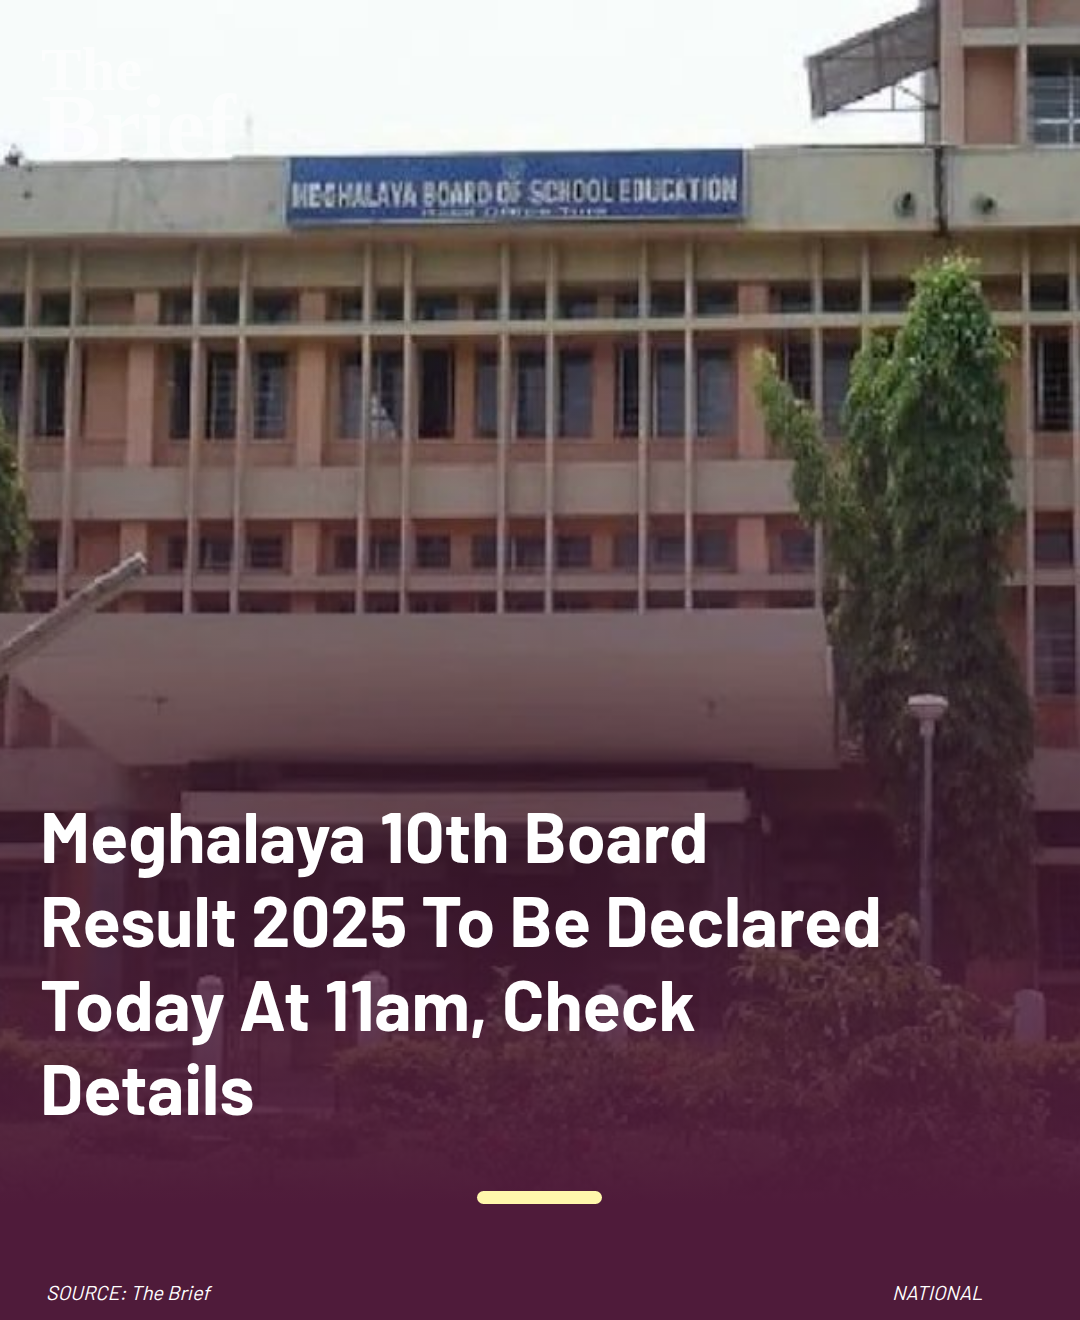 The
Brief
MEGHALAYA BOARD OF SCHOOL EDUCATION
Meghalaya 10th Board
Result 2025 To Be Declared
Today At 11am, Check
Details
SOURCE: The Brief
NATIONAL